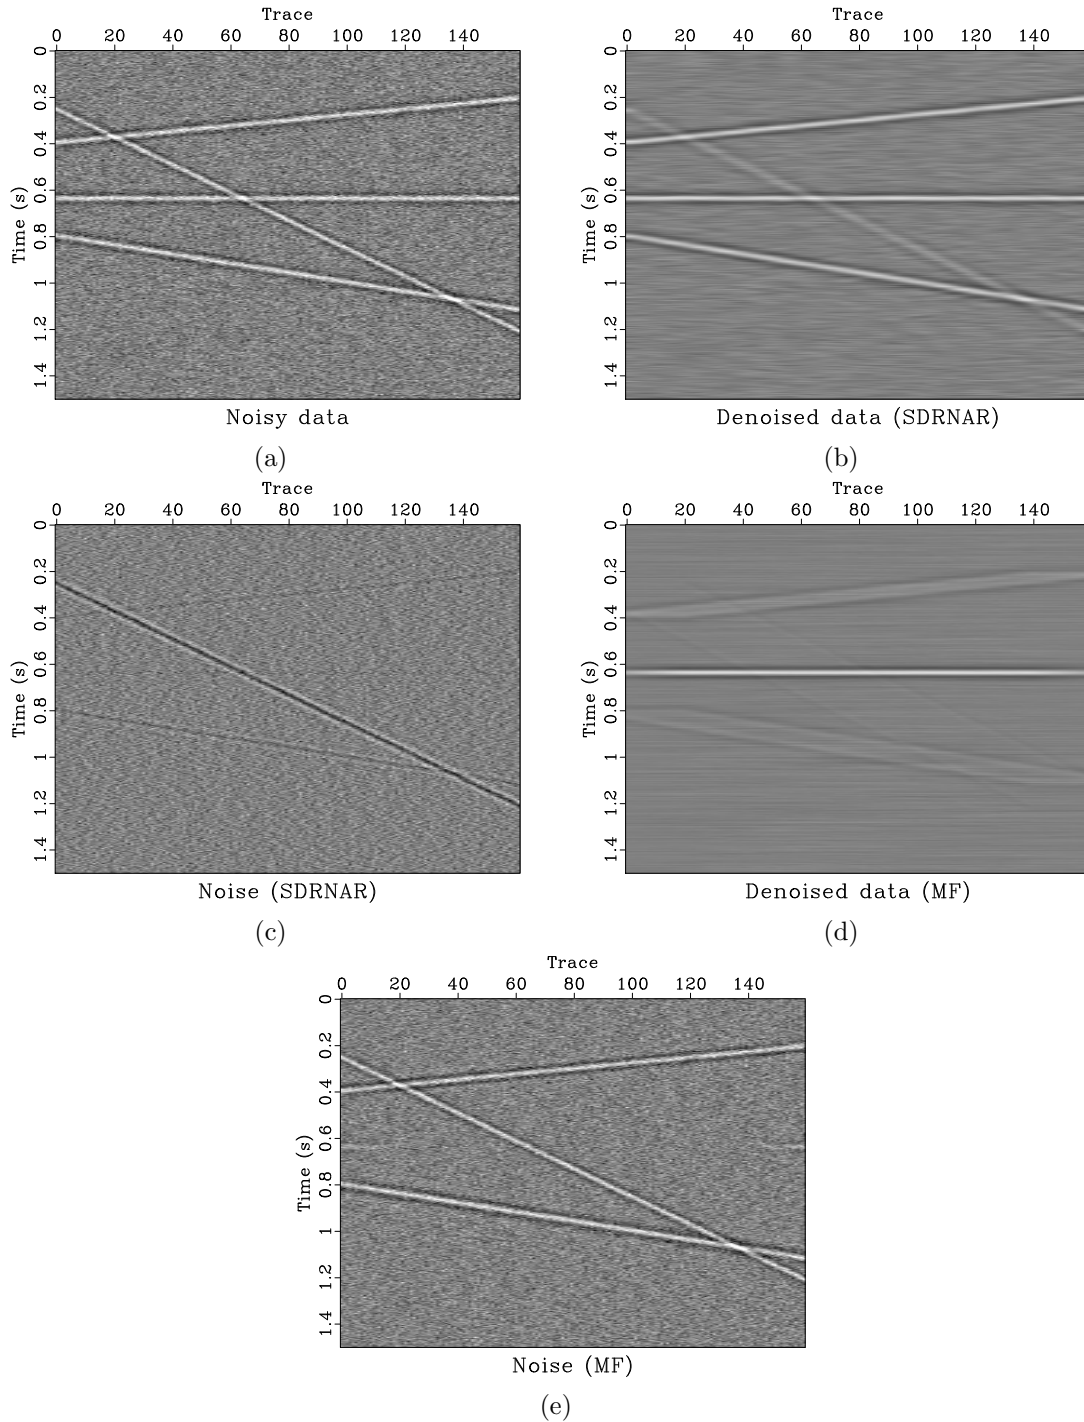 Trace
0 20 40 60 80 100 120 140
0
0.2
0.4
0.6
0.8
1
1.2
1.4
Time (s)
Noisy data
(a)
Trace
0 20 40 60 80 100 120 140
0
0.2
0.4
0.6
0.8
1
1.2
1.4
Time (s)
Denoised data (SDRNAR)
(b)
Trace
0 20 40 60 80 100 120 140
0
0.2
0.4
0.6
0.8
1
1.2
1.4
Time (s)
Noise (SDRNAR)
(c)
Trace
0 20 40 60 80 100 120 140
0
0.2
0.4
0.6
0.8
1
1.2
1.4
Time (s)
Denoised data (MF)
(d)
Trace
0 20 40 60 80 100 120 140
0
0.2
0.4
0.6
0.8
1
1.2
1.4
Time (s)
Noise (MF)
(e)